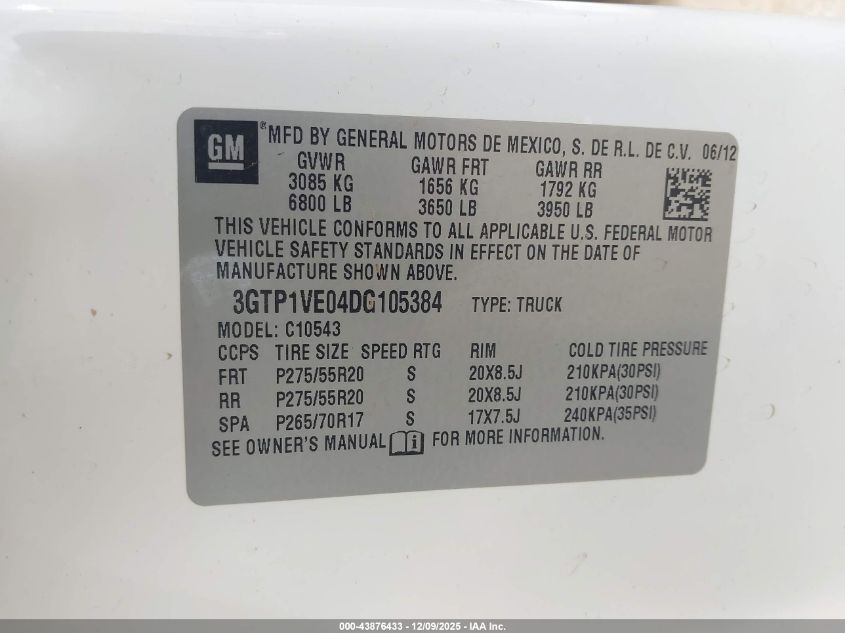 GM ® MFD BY GENERAL MOTORS DE MEXICO, S. DE R.L. DE C.V. 06/12
GVWR GAWR FRT GAWR RR
3085 KG 1656 KG 1792 KG
6800 LB 3650 LB 3950 LB
THIS VEHICLE CONFORMS TO ALL APPLICABLE U.S. FEDERAL MOTOR
VEHICLE SAFETY STANDARDS IN EFFECT ON THE DATE OF
MANUFACTURE SHOWN ABOVE.
3GTP1VE04DG105384 TYPE: TRUCK
MODEL: C10543
CCPS TIRE SIZE SPEED RTG RIM COLD TIRE PRESSURE
FRT P275/55R20 S 20X8.5J 210KPA(30PSI)
RR P275/55R20 S 20X8.5J 210KPA(30PSI)
SPA P265/70R17 S 17X7.5J 240KPA(35PSI)
SEE OWNER'S MANUAL FOR MORE INFORMATION.
000-43876433 - 12/09/2025 - IAA Inc.